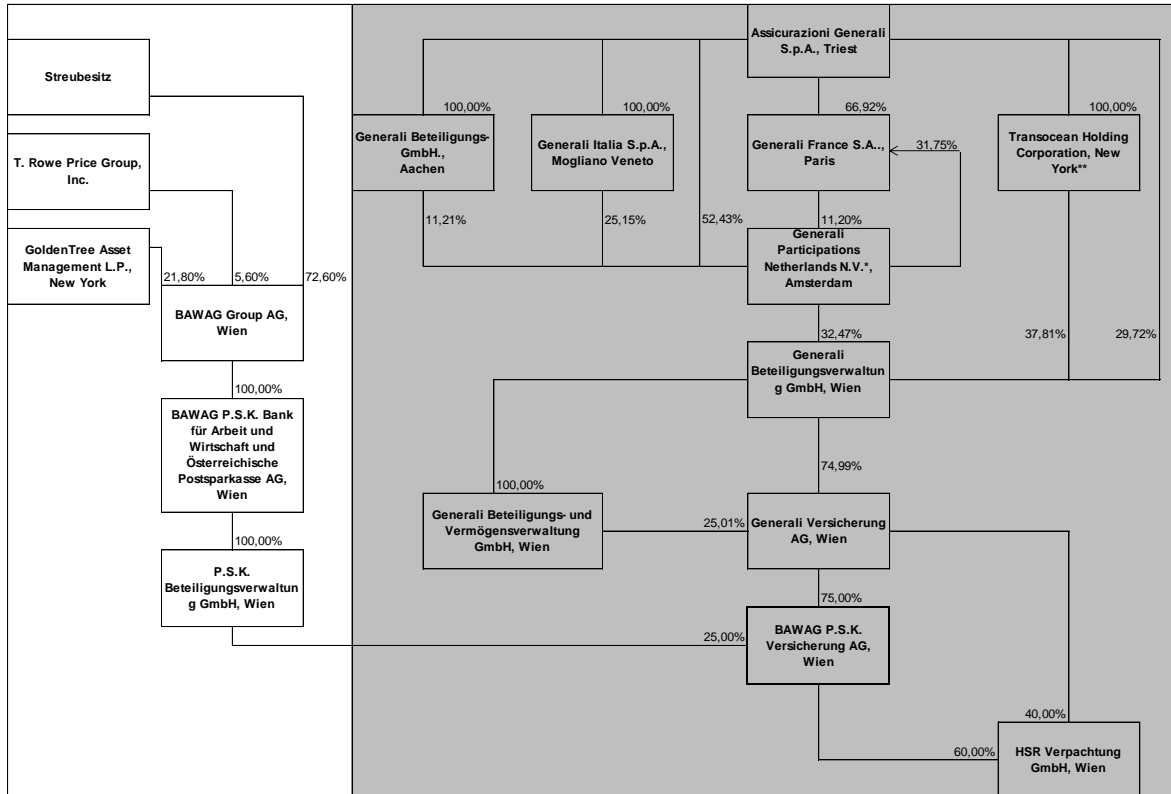 Streubesitz
T. Rowe Price Group,
Inc.
GoldenTree Asset
Management L.P.,
New York
21,80%
5,60%
72,60%
BAWAG Group AG,
Wien
100,00%
BAWAG P.S.K. Bank
für Arbeit und
Wirtschaft und
Österreichische
Postsparkasse AG,
Wien
100,00%
P.S.K.
Beteiligungsverwaltun
g GmbH, Wien
Assicurazioni Generali
S.p.A., Triest
100,00%
100,00%
66,92%
100,00%
Generali Beteiligungs-
GmbH.,
Aachen
Generali Italia S.p.A.,
Mogliano Veneto
Generali France S.A..,
Paris
31,75%
Transocean Holding
Corporation, New
York**
11,21%
25,15%
52,43%
11,20%
Generali
Participations
Netherlands N.V.*,
Amsterdam
32,47%
37,81%
29,72%
Generali
Beteiligungsverwaltun
g GmbH, Wien
74,99%
100,00%
Generali Beteiligungs- und
Vermögensverwaltung
GmbH, Wien
25,01%
Generali Versicherung
AG, Wien
75,00%
25,00%
BAWAG P.S.K.
Versicherung AG,
Wien
40,00%
60,00%
HSR Verpachtung
GmbH, Wien